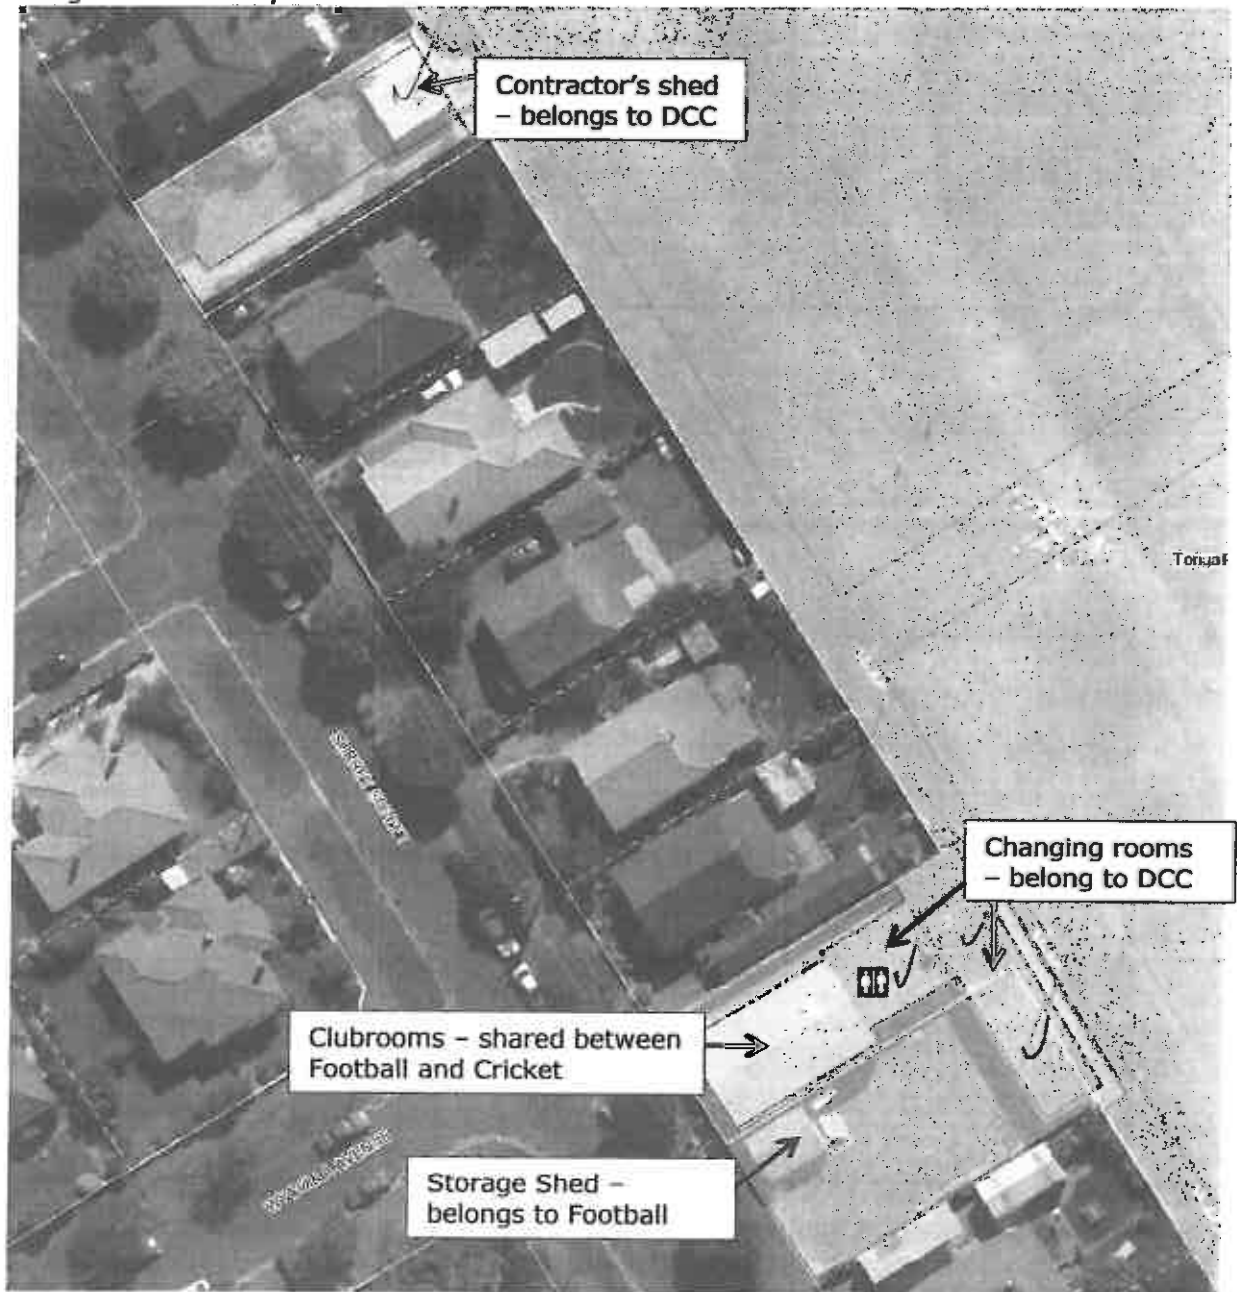 Contractor's shed
– belongs to DCC
Changing rooms
– belong to DCC
Clubrooms – shared between
Football and Cricket
Storage Shed –
belongs to Football